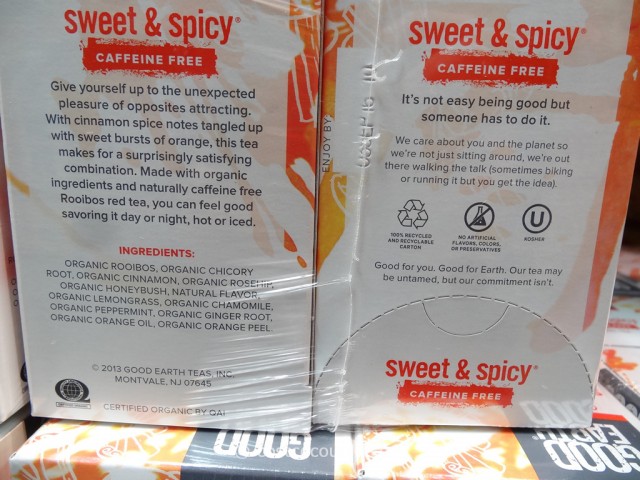 sweet & spicy®
CAFFEINE FREE
Give yourself up to the unexpected
pleasure of opposites attracting.
With cinnamon spice notes tangled up
with sweet bursts of orange, this tea
makes for a surprisingly satisfying
combination. Made with organic
ingredients and naturally caffeine free
Rooibos red tea, you can feel good
savoring it day or night, hot or iced.
INGREDIENTS:
ORGANIC ROOIBOS, ORGANIC CHICORY
ROOT, ORGANIC CINNAMON, ORGANIC ROSEHIP,
ORGANIC HONEYBUSH, NATURAL FLAVOR,
ORGANIC LEMONGRASS, ORGANIC CHAMOMILE,
ORGANIC PEPPERMINT, ORGANIC GINGER ROOT,
ORGANIC ORANGE OIL, ORGANIC ORANGE PEEL.
© 2013 GOOD EARTH TEAS, INC.
MONTVALE, NJ 07645
CERTIFIED ORGANIC BY QAI
ENJOY BY
sweet & spicy®
CAFFEINE FREE
It's not easy being good but
someone has to do it.
We care about you and the planet so
we're not just sitting around, we're out
there walking the talk (sometimes biking
or running it but you get the idea).
100% RECYCLED
AND RECYCLABLE
CARTON
NO ARTIFICIAL
FLAVORS, COLORS,
OR PRESERVATIVES
U
KOSHER
Good for you. Good for Earth. Our tea may
be untamed, but our commitment isn't.
sweet & spicy®
CAFFEINE FREE
GOOD
GOOD
EARTH